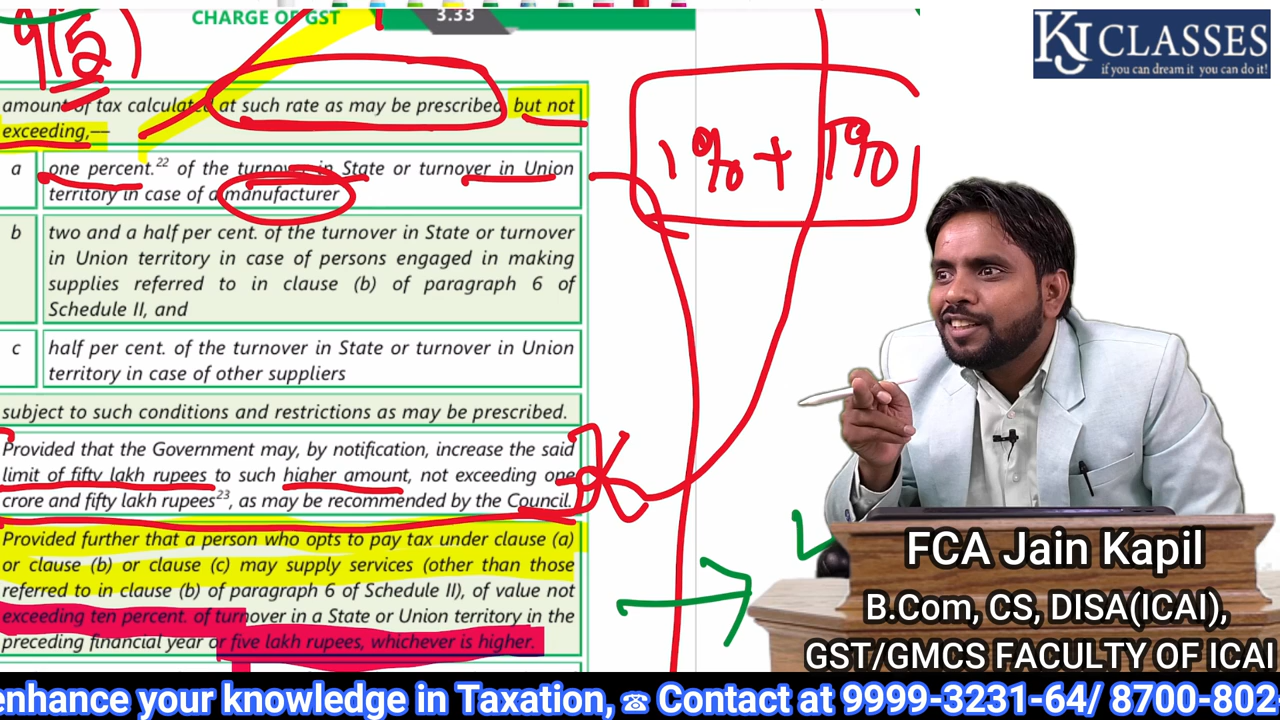 CHARGE OF GST
3.33
9(5)
KJ CLASSES
if you can dream it you can do it!
amount of tax calculated at such rate as may be prescribed, but not
exceeding,—
a one percent.22 of the turnover in State or turnover in Union
territory in case of a manufacturer
1% + 1%
b two and a half per cent. of the turnover in State or turnover
in Union territory in case of persons engaged in making
supplies referred to in clause (b) of paragraph 6 of
Schedule II, and
c half per cent. of the turnover in State or turnover in Union
territory in case of other suppliers
subject to such conditions and restrictions as may be prescribed.
Provided that the Government may, by notification, increase the said
limit of fifty lakh rupees to such higher amount, not exceeding one
crore and fifty lakh rupees23, as may be recommended by the Council.
Provided further that a person who opts to pay tax under clause (a)
or clause (b) or clause (c) may supply services (other than those
referred to in clause (b) of paragraph 6 of Schedule II), of value not
exceeding ten percent. of turnover in a State or Union territory in the
preceding financial year or five lakh rupees, whichever is higher.
FCA Jain Kapil
B.Com, CS, DISA(ICAI),
GST/GMCS FACULTY OF ICAI
enhance your knowledge in Taxation, ☎ Contact at 9999-3231-64/ 8700-802